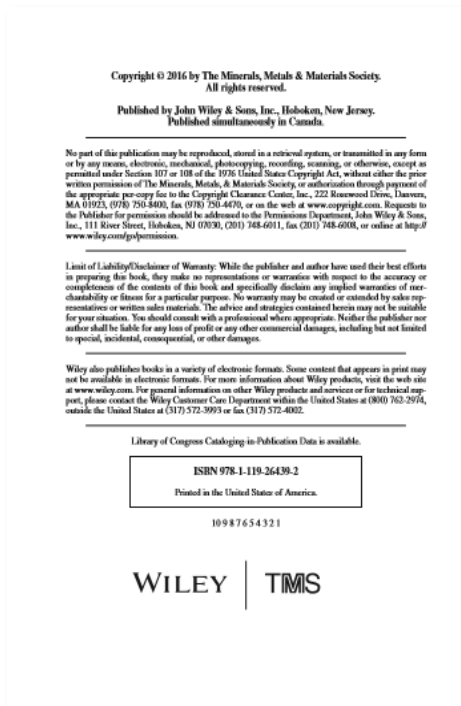 Copyright © 2016 by The Minerals, Metals & Materials Society.
All rights reserved.
Published by John Wiley & Sons, Inc., Hoboken, New Jersey.
Published simultaneously in Canada.
No part of this publication may be reproduced, stored in a retrieval system, or transmitted in any form
or by any means, electronic, mechanical, photocopying, recording, scanning, or otherwise, except as
permitted under Section 107 or 108 of the 1976 United States Copyright Act, without either the prior
written permission of The Minerals, Metals, & Materials Society, or authorization through payment of
the appropriate per-copy fee to the Copyright Clearance Center, Inc., 222 Rosewood Drive, Danvers,
MA 01923, (978) 750-8400, fax (978) 750-4470, or on the web at www.copyright.com. Requests to
the Publisher for permission should be addressed to the Permissions Department, John Wiley & Sons,
Inc., 111 River Street, Hoboken, NJ 07030, (201) 748-6011, fax (201) 748-6008, or online at http://
www.wiley.com/go/permission.
Limit of Liability/Disclaimer of Warranty: While the publisher and author have used their best efforts
in preparing this book, they make no representations or warranties with respect to the accuracy or
completeness of the contents of this book and specifically disclaim any implied warranties of mer-
chantability or fitness for a particular purpose. No warranty may be created or extended by sales rep-
resentatives or written sales materials. The advice and strategies contained herein may not be suitable
for your situation. You should consult with a professional where appropriate. Neither the publisher nor
author shall be liable for any loss of profit or any other commercial damages, including but not limited
to special, incidental, consequential, or other damages.
Wiley also publishes books in a variety of electronic formats. Some content that appears in print may
not be available in electronic formats. For more information about Wiley products, visit the web site
at www.wiley.com. For general information on other Wiley products and services or for technical sup-
port, please contact the Wiley Customer Care Department within the United States at (800) 762-2974,
outside the United States at (317) 572-3993 or fax (317) 572-4002.
Library of Congress Cataloging-in-Publication Data is available.
ISBN 978-1-119-26439-2
Printed in the United States of America.
10 9 8 7 6 5 4 3 2 1
WILEY TMS